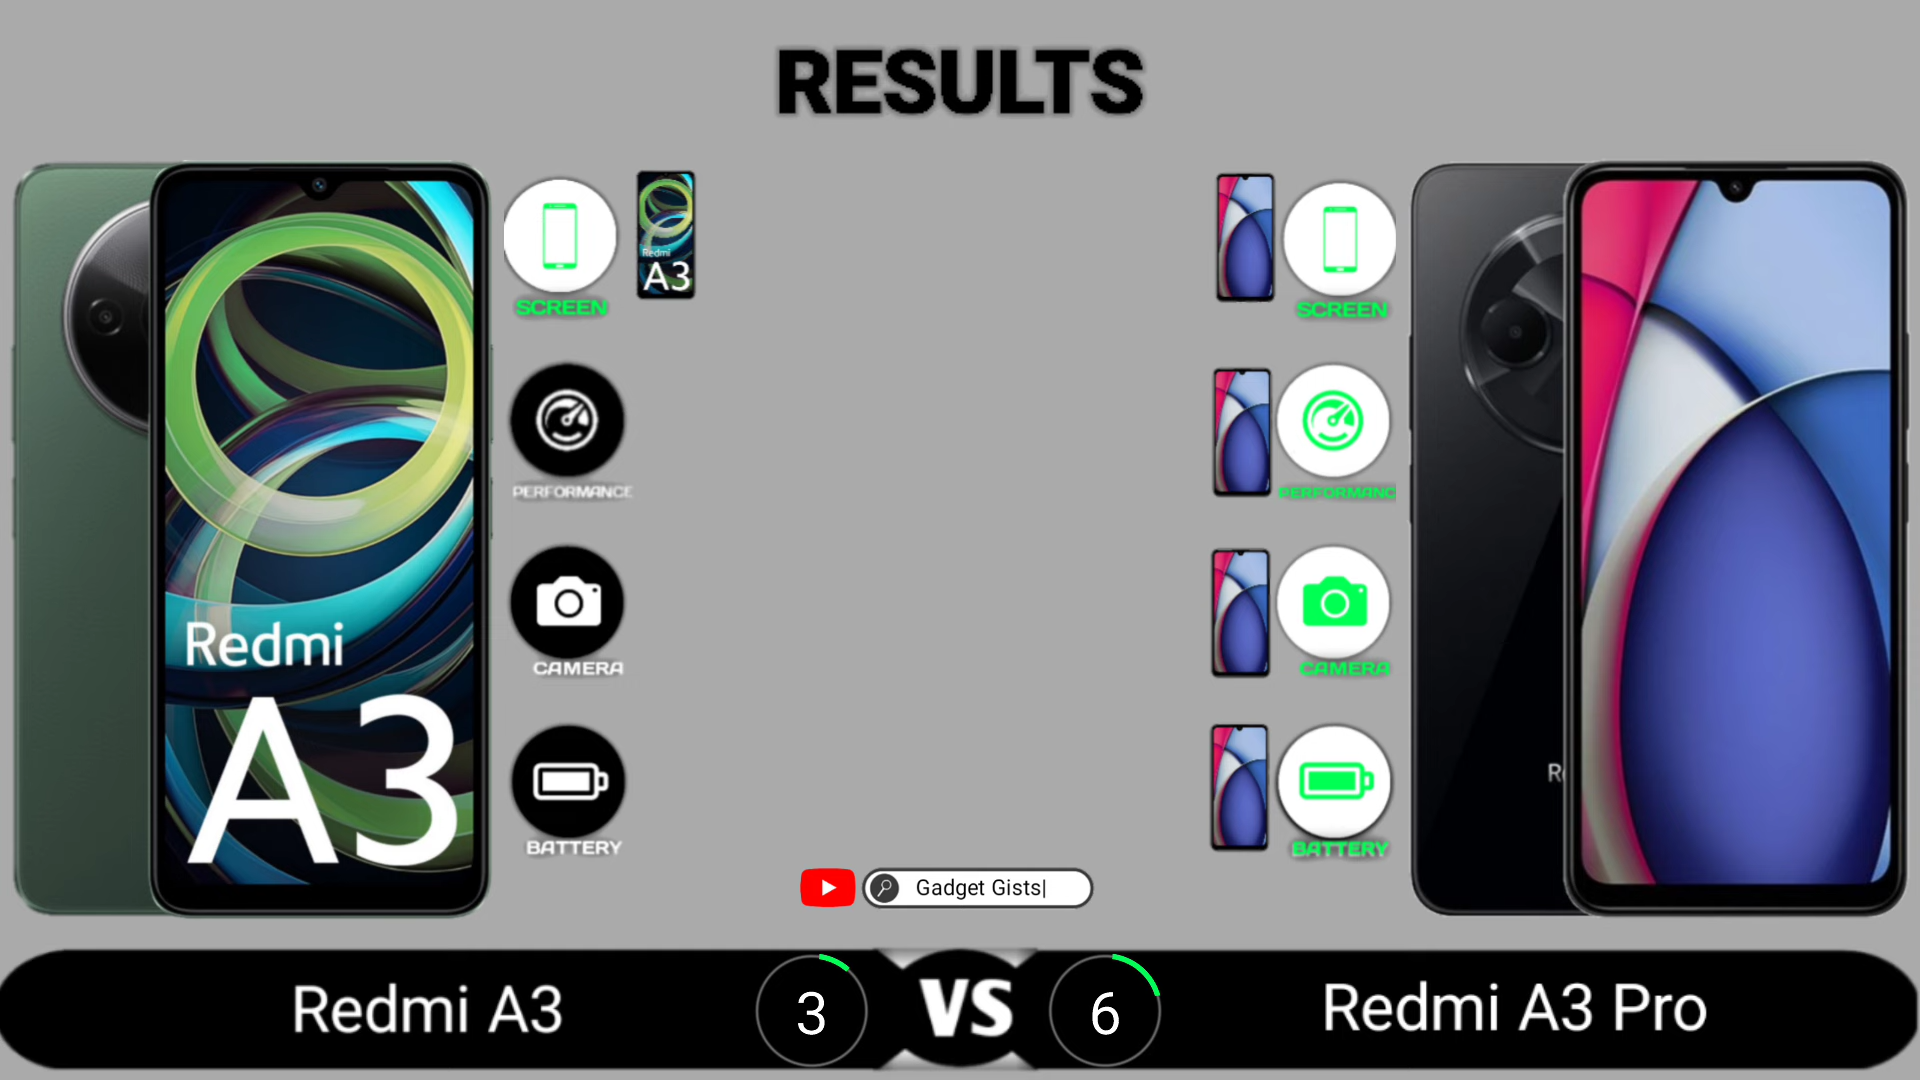 RESULTS
SCREEN
Redmi
A3
SCREEN
PERFORMANCE
PERFORMANC
CAMERA
CAMERA
Redmi
A3
BATTERY
BATTERY
Re
Gadget Gists|
Redmi A3
3
VS
6
Redmi A3 Pro